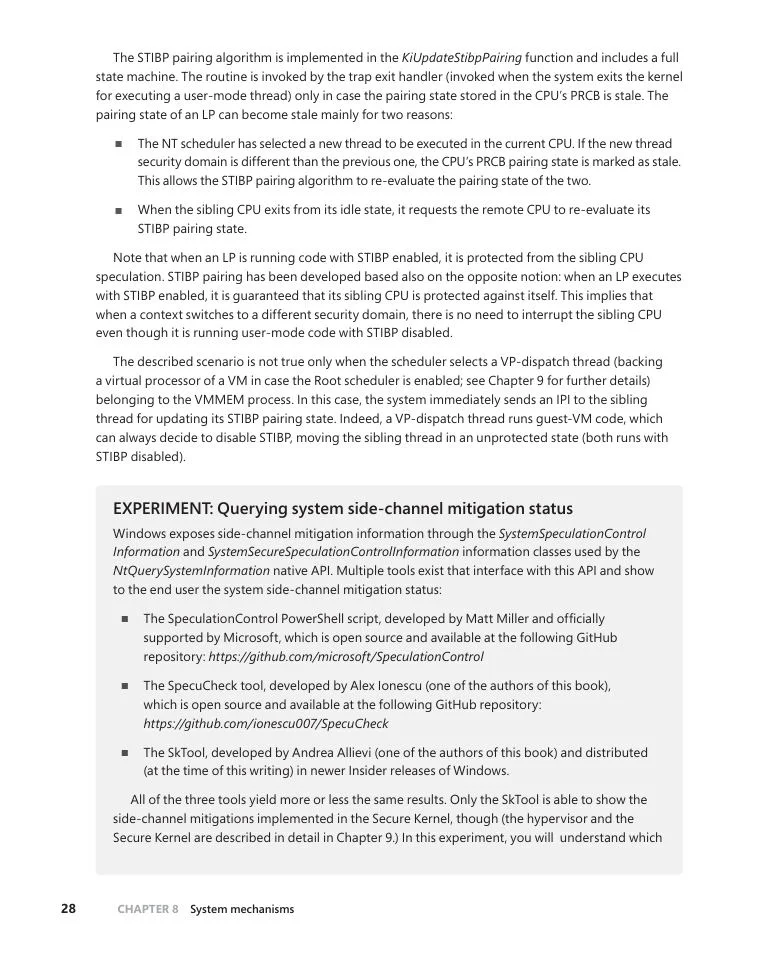 The STIBP pairing algorithm is implemented in the KiUpdateStibpPairing function and includes a full
state machine. The routine is invoked by the trap exit handler (invoked when the system exits the kernel
for executing a user-mode thread) only in case the pairing state stored in the CPU's PRCB is stale. The
pairing state of an LP can become stale mainly for two reasons:
■ The NT scheduler has selected a new thread to be executed in the current CPU. If the new thread
security domain is different than the previous one, the CPU's PRCB pairing state is marked as stale.
This allows the STIBP pairing algorithm to re-evaluate the pairing state of the two.
■ When the sibling CPU exits from its idle state, it requests the remote CPU to re-evaluate its
STIBP pairing state.
Note that when an LP is running code with STIBP enabled, it is protected from the sibling CPU
speculation. STIBP pairing has been developed based also on the opposite notion: when an LP executes
with STIBP enabled, it is guaranteed that its sibling CPU is protected against itself. This implies that
when a context switches to a different security domain, there is no need to interrupt the sibling CPU
even though it is running user-mode code with STIBP disabled.
The described scenario is not true only when the scheduler selects a VP-dispatch thread (backing
a virtual processor of a VM in case the Root scheduler is enabled; see Chapter 9 for further details)
belonging to the VMMEM process. In this case, the system immediately sends an IPI to the sibling
thread for updating its STIBP pairing state. Indeed, a VP-dispatch thread runs guest-VM code, which
can always decide to disable STIBP, moving the sibling thread in an unprotected state (both runs with
STIBP disabled).
EXPERIMENT: Querying system side-channel mitigation status
Windows exposes side-channel mitigation information through the SystemSpeculationControl
Information and SystemSecureSpeculationControlInformation information classes used by the
NtQuerySystemInformation native API. Multiple tools exist that interface with this API and show
to the end user the system side-channel mitigation status:
■ The SpeculationControl PowerShell script, developed by Matt Miller and officially
supported by Microsoft, which is open source and available at the following GitHub
repository: https://github.com/microsoft/SpeculationControl
■ The SpecuCheck tool, developed by Alex Ionescu (one of the authors of this book),
which is open source and available at the following GitHub repository:
https://github.com/ionescu007/SpecuCheck
■ The SkTool, developed by Andrea Allievi (one of the authors of this book) and distributed
(at the time of this writing) in newer Insider releases of Windows.
All of the three tools yield more or less the same results. Only the SkTool is able to show the
side-channel mitigations implemented in the Secure Kernel, though (the hypervisor and the
Secure Kernel are described in detail in Chapter 9.) In this experiment, you will understand which
28 CHAPTER 8 System mechanisms